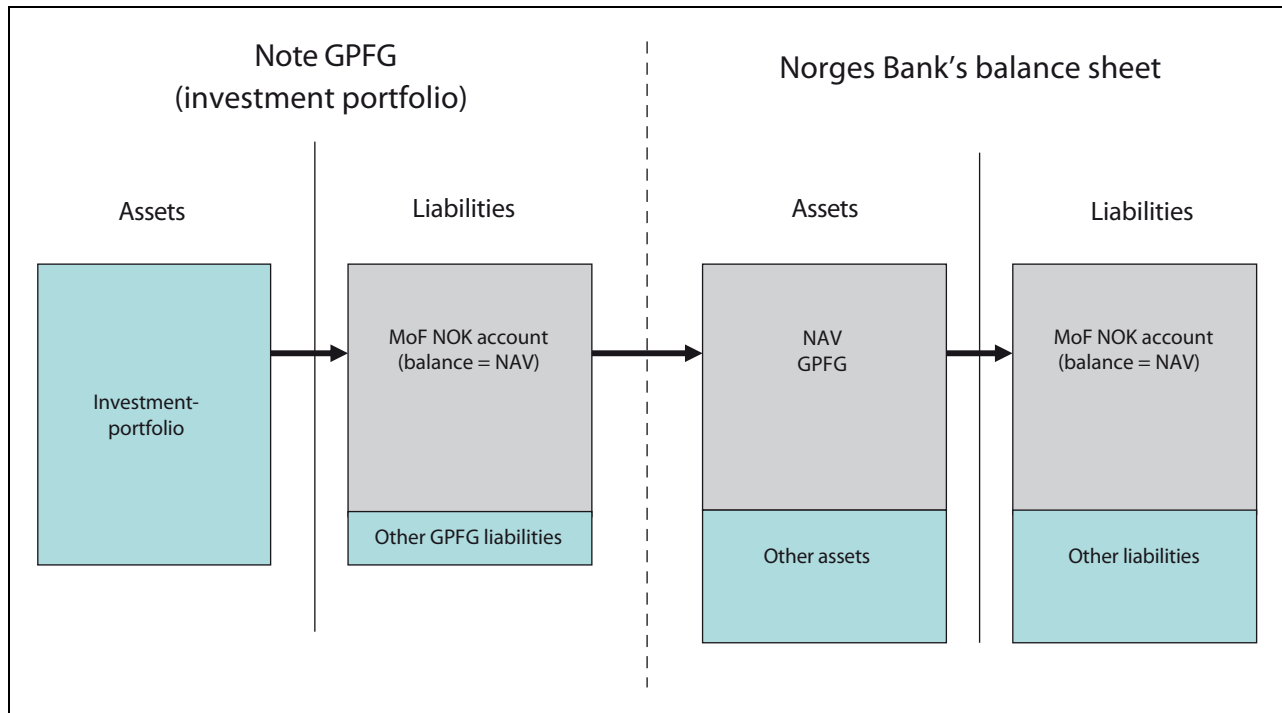 Note GPFG
(investment portfolio)
Norges Bank’s balance sheet
Assets
Liabilities
Assets
Liabilities
Investment-
portfolio
MoF NOK account
(balance = NAV)
Other GPFG liabilities
NAV
GPFG
Other assets
MoF NOK account
(balance = NAV)
Other liabilities